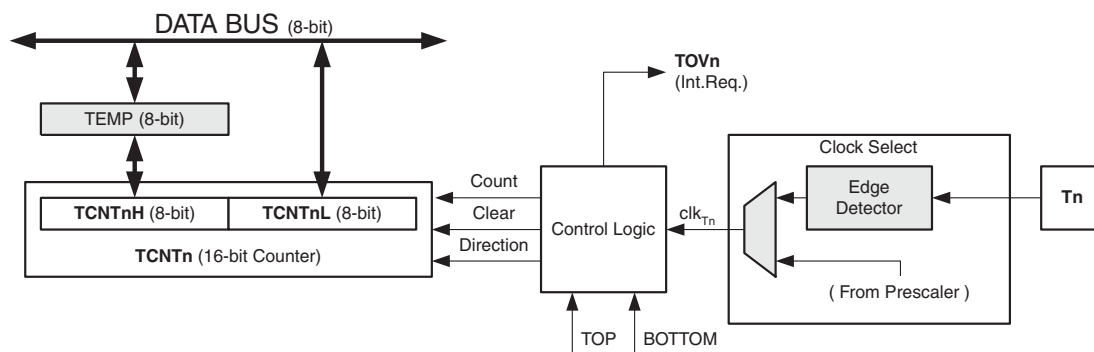 DATA BUS (8-bit)
TEMP (8-bit)
TCNTnH (8-bit)
TCNTnL (8-bit)
TCNTn (16-bit Counter)
Count
Clear
Direction
Control Logic
TOVn
(Int.Req.)
TOP
BOTTOM
clkTn
Clock Select
Edge
Detector
( From Prescaler )
Tn